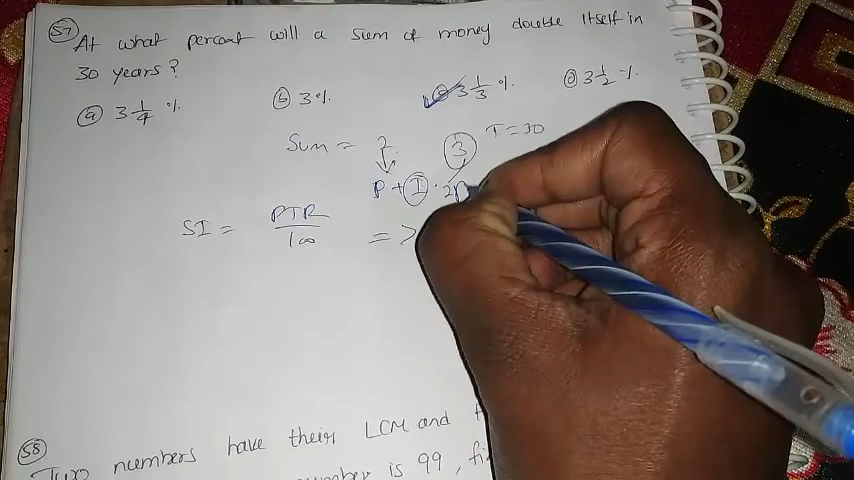 57 At what percent will a sum of money double itself in
30 years?
a 3 1/4 % b 3% c 3 1/3 % d 3 1/2 %
Sum = 2 3 T = 30
P + I . 2P
SI = PTR/100 =>
58
Two numbers have their LCM and
number is 99,